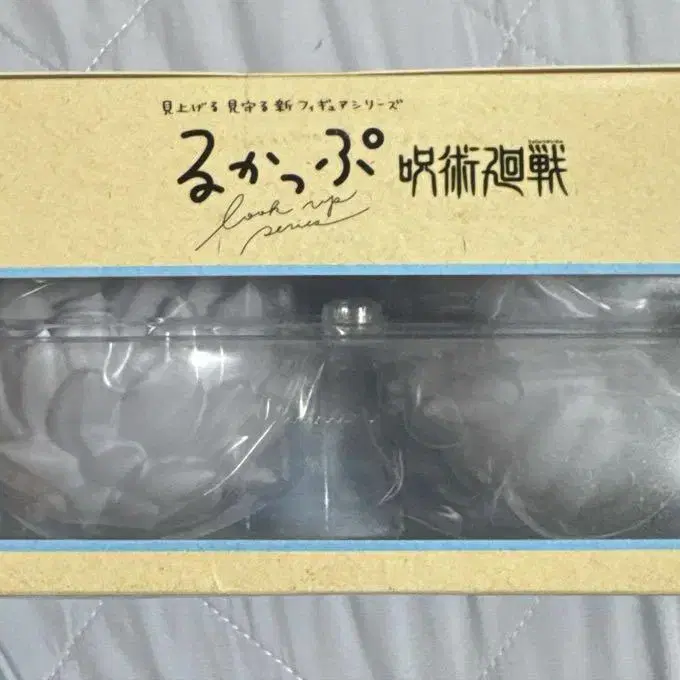 見上げる 見守る 新フィギュアシリーズ
るかっぷ 呪術廻戦
look up
series